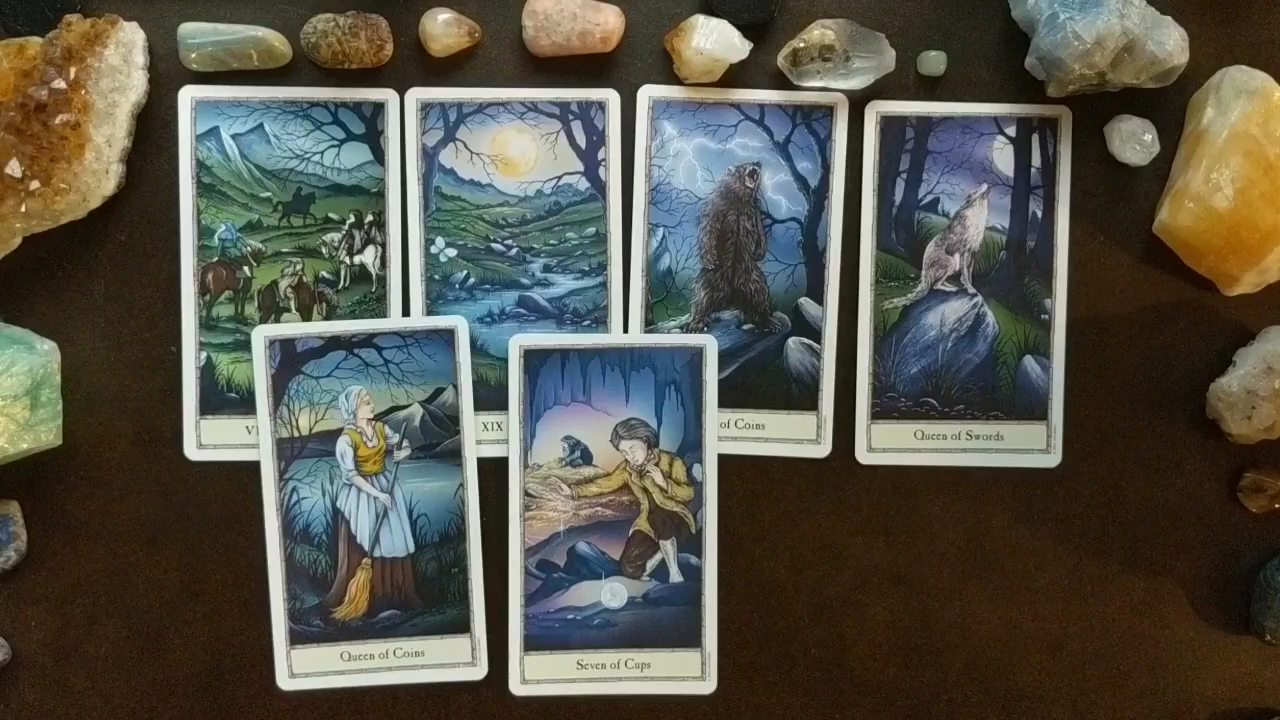 VI
XIX
of Coins
Queen of Swords
Queen of Coins
Seven of Cups